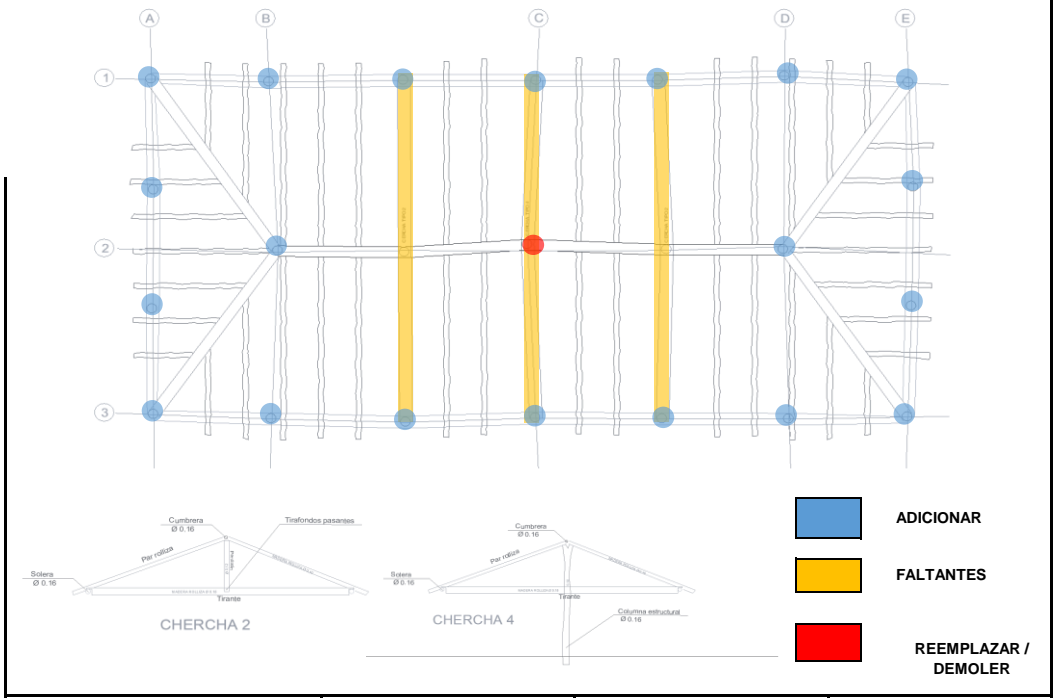 A
B
C
D
E
1
2
3
Cumbrera
Ø 0.16
Tirafondos pasantes
Par rolliza
Solera
Ø 0.16
Tirante
CHERCHA 2
Cumbrera
Ø 0.16
Par rolliza
Solera
Ø 0.16
Tirante
Columna estructural
Ø 0.16
CHERCHA 4
ADICIONAR
FALTANTES
REEMPLAZAR /
DEMOLER